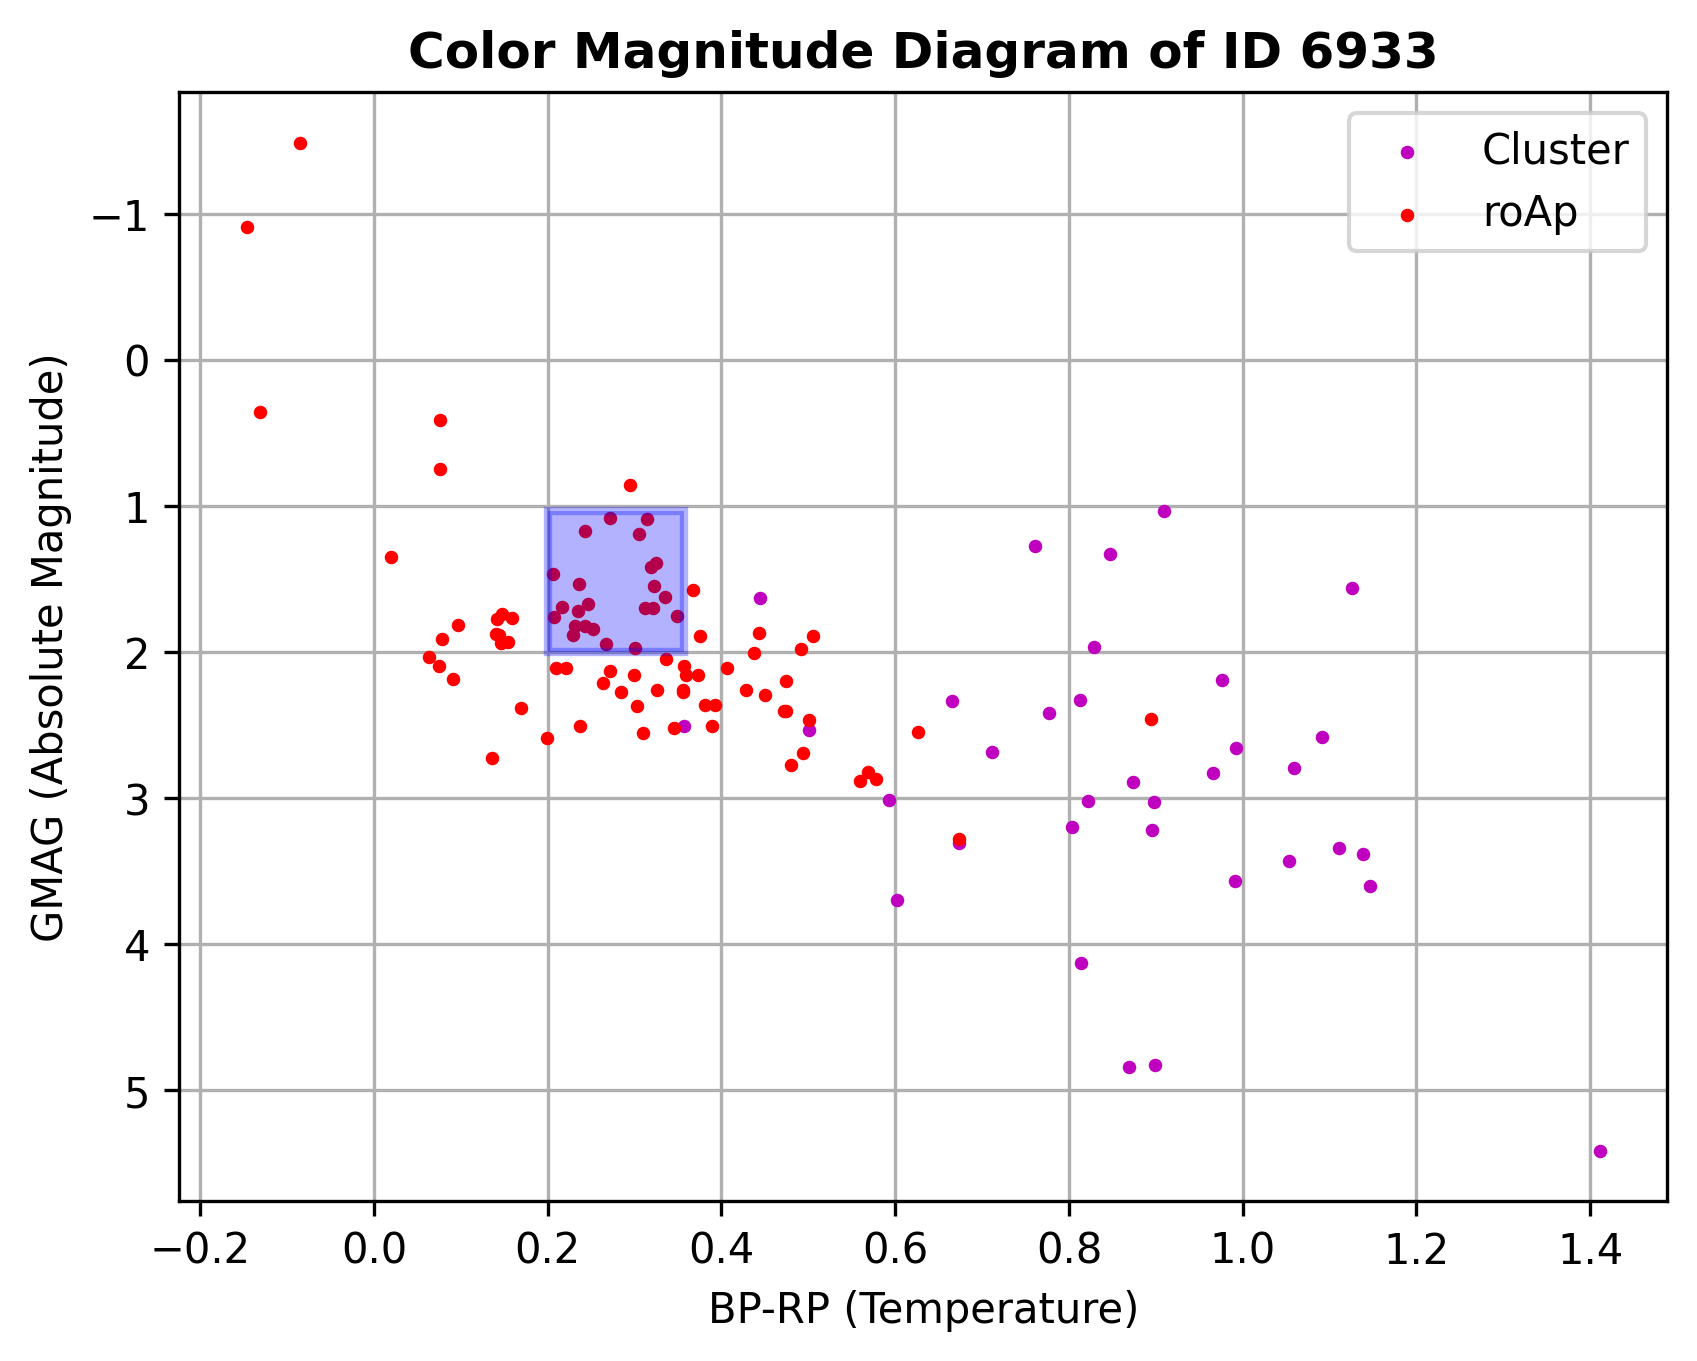 Color Magnitude Diagram of ID 6933
Cluster
roAp
−1
0
1
2
3
4
5
GMAG (Absolute Magnitude)
−0.2 0.0 0.2 0.4 0.6 0.8 1.0 1.2 1.4
BP-RP (Temperature)